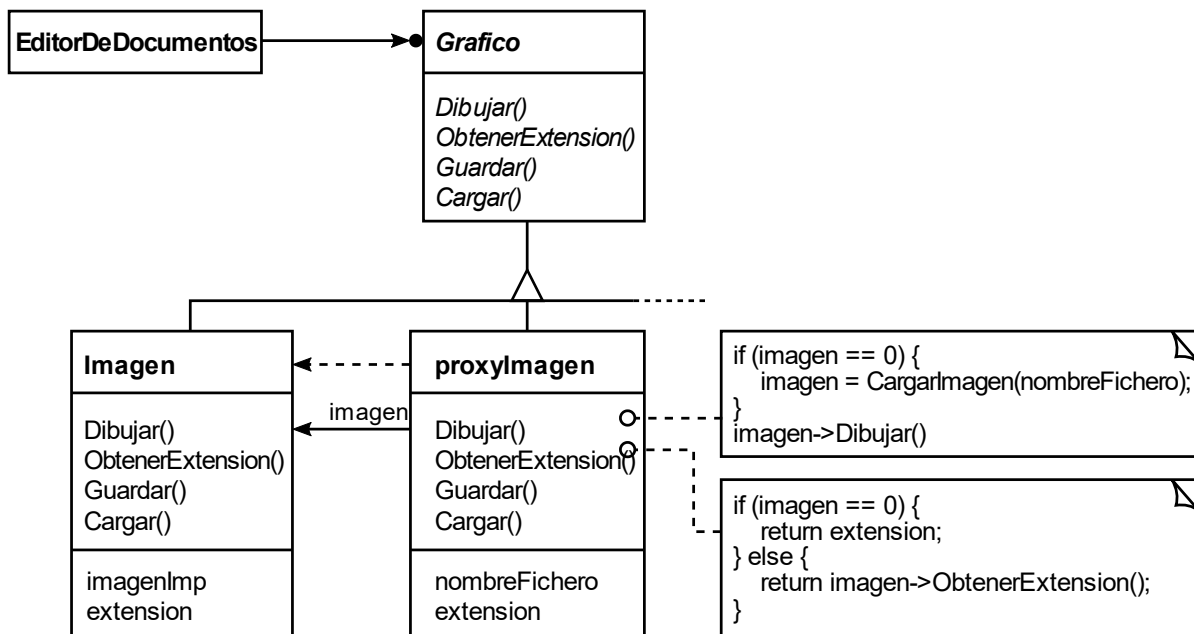 EditorDeDocumentos
Grafico
Dibujar()
ObtenerExtension()
Guardar()
Cargar()
Imagen
Dibujar()
ObtenerExtension()
Guardar()
Cargar()
imagenImp
extension
imagen
proxyImagen
Dibujar()
ObtenerExtension()
Guardar()
Cargar()
nombreFichero
extension
if (imagen == 0) {
imagen = CargarImagen(nombreFichero);
}
imagen->Dibujar()
if (imagen == 0) {
return extension;
} else {
return imagen->ObtenerExtension();
}